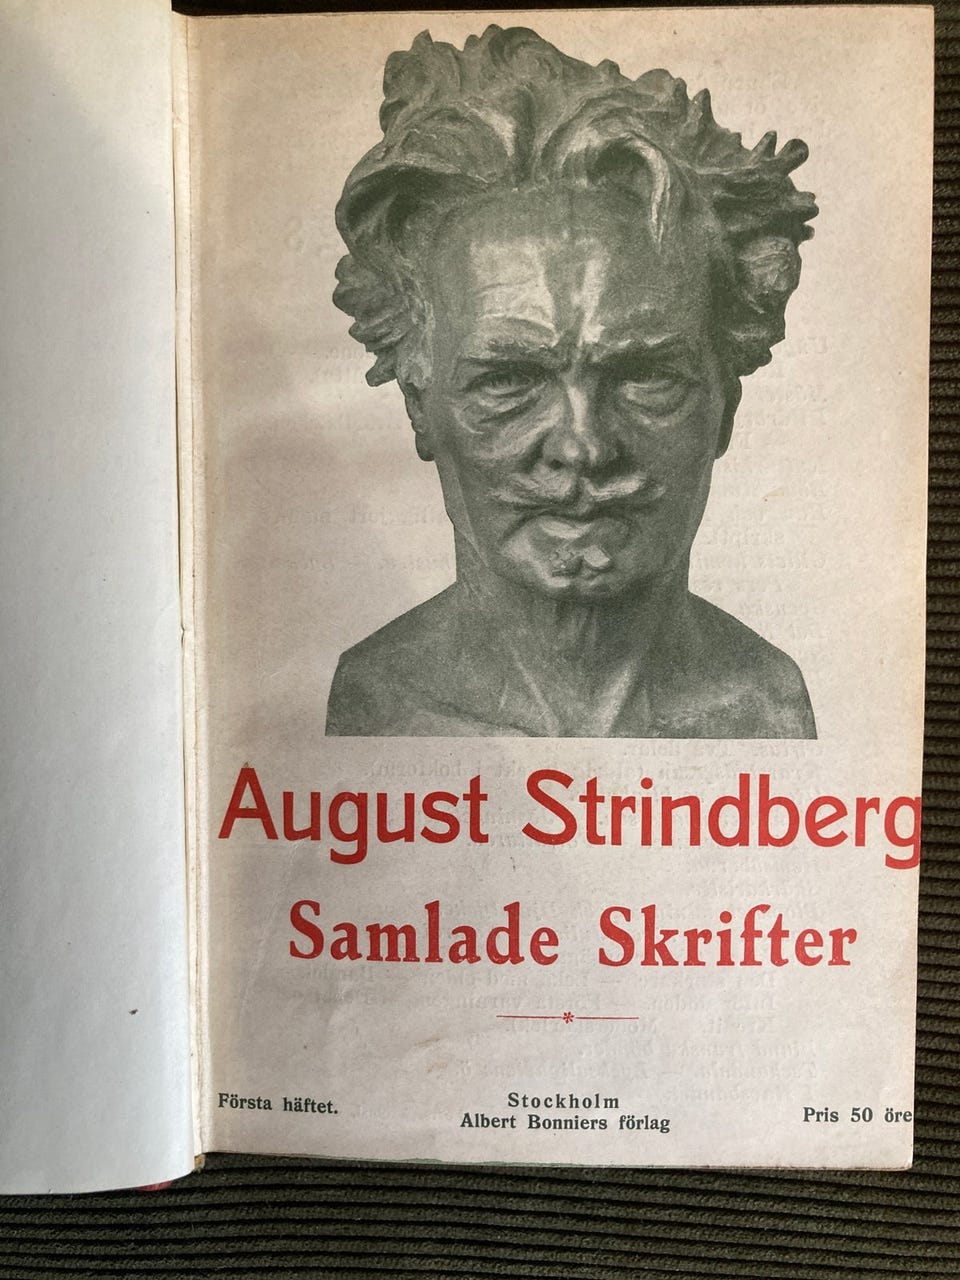 August Strindberg
Samlade Skrifter
Första häftet.
Stockholm
Albert Bonniers förlag
Pris 50 öre